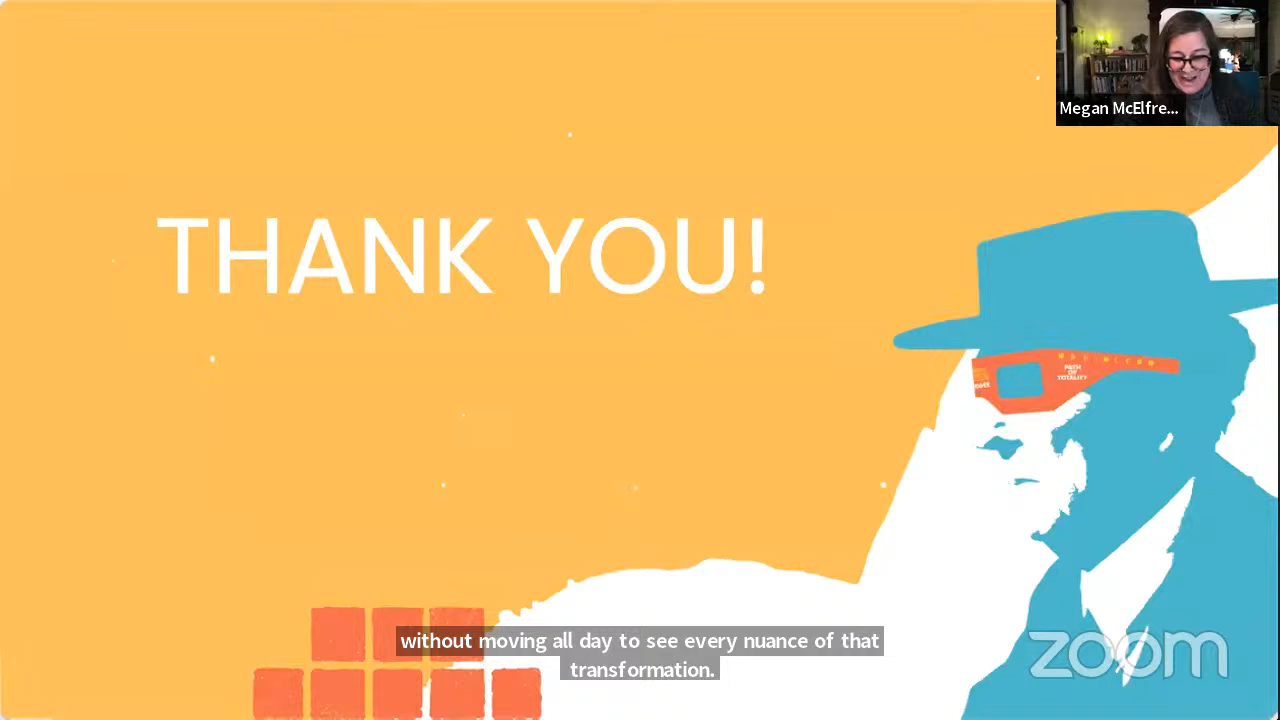 Megan McElfre...
THANK YOU!
PATH
OF
TOTALITY
without moving all day to see every nuance of that
transformation.
zoom